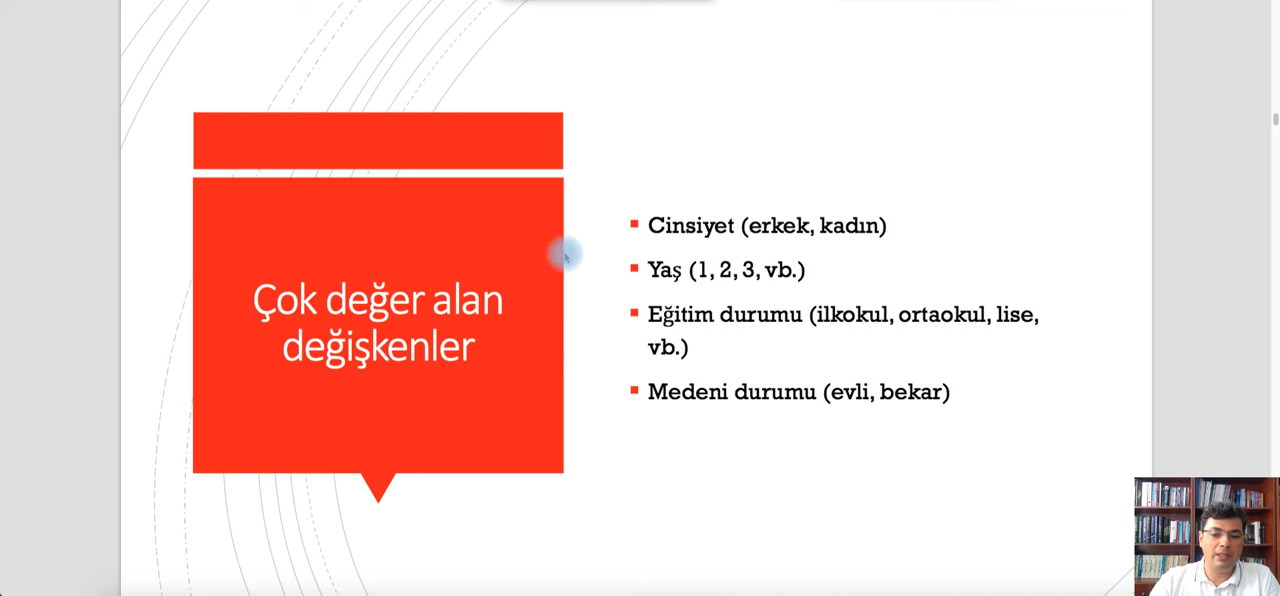 Çok değer alan
değişkenler
Cinsiyet (erkek, kadın)
Yaş (1, 2, 3, vb.)
Eğitim durumu (ilkokul, ortaokul, lise,
vb.)
Medeni durumu (evli, bekar)